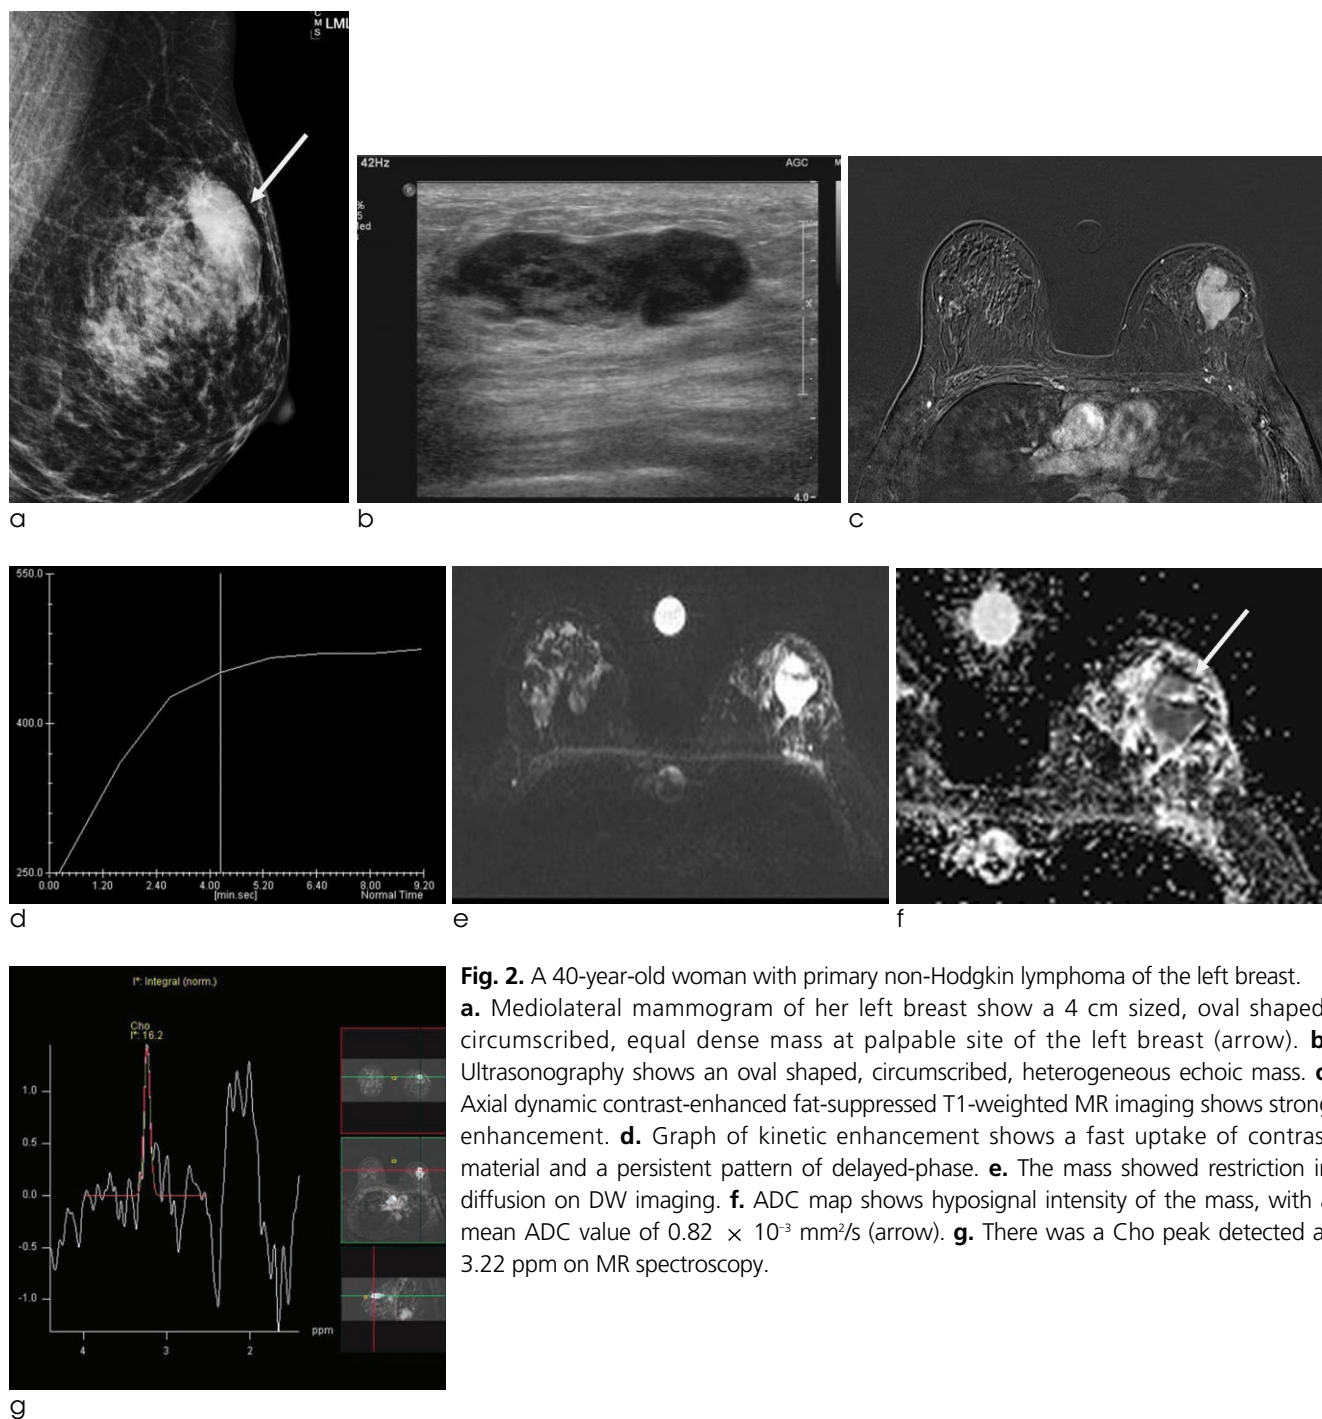 C
M
S
LML
42Hz
AGC
M
P
%
5
X
4.0
a
b
c
550.0
400.0
250.0
0.00 1.20 2.40 4.00 5.20 6.40 8.00 9.20
[min.sec] Normal Time
d
e
f
I*: Integral (norm.)
Cho
I*: 16.2
1.0
0.5
0.0
-0.5
-1.0
ppm
4 3 2
g
Fig. 2. A 40-year-old woman with primary non-Hodgkin lymphoma of the left breast.
a. Mediolateral mammogram of her left breast show a 4 cm sized, oval shaped
circumscribed, equal dense mass at palpable site of the left breast (arrow). b
Ultrasonography shows an oval shaped, circumscribed, heterogeneous echoic mass.
Axial dynamic contrast-enhanced fat-suppressed T1-weighted MR imaging shows strong
enhancement. d. Graph of kinetic enhancement shows a fast uptake of contras
material and a persistent pattern of delayed-phase. e. The mass showed restriction in
diffusion on DW imaging. f. ADC map shows hyposignal intensity of the mass, with
mean ADC value of 0.82 × 10⁻³ mm²/s (arrow). g. There was a Cho peak detected a
3.22 ppm on MR spectroscopy.